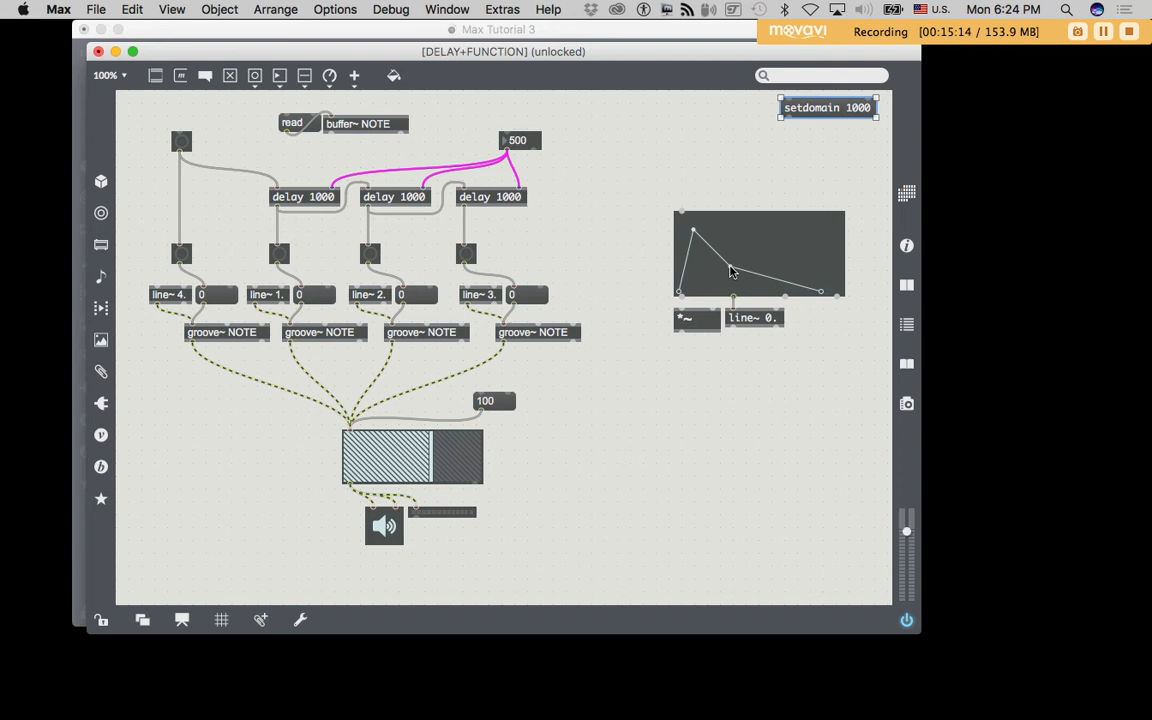 Max File Edit View Object Arrange Options Debug Window Extras Help U.S. Mon 6:24 PM
Max Tutorial 3
movavi Recording [00:15:14 / 153.9 MB]
[DELAY+FUNCTION] (unlocked)
100%
setdomain 1000
read
buffer~ NOTE
500
delay 1000
delay 1000
delay 1000
line~ 4.
0
line~ 1.
0
line~ 2.
0
line~ 3.
0
*~
line~ 0.
groove~ NOTE
groove~ NOTE
groove~ NOTE
groove~ NOTE
100